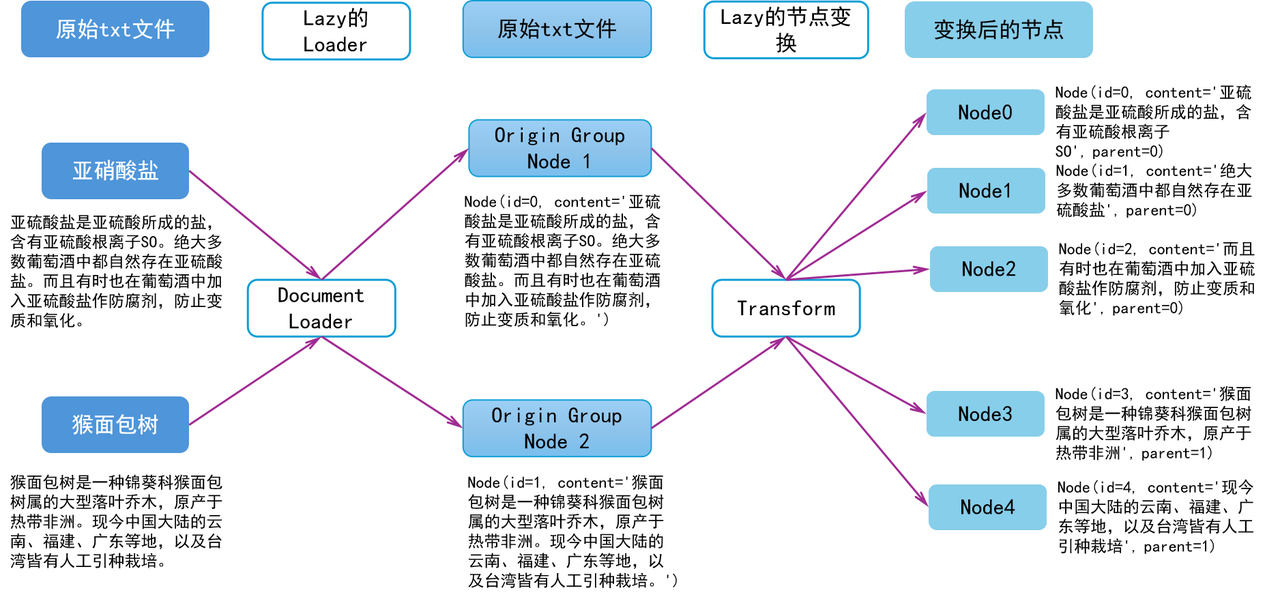 原始txt文件
Lazy的
Loader
原始txt文件
Lazy的节点变
换
变换后的节点
亚硝酸盐
亚硫酸盐是亚硫酸所成的盐，
含有亚硫酸根离子SO。绝大多
数葡萄酒中都自然存在亚硫酸
盐。而且有时也在葡萄酒中加
入亚硫酸盐作防腐剂，防止变
质和氧化。
猴面包树
猴面包树是一种锦葵科猴面包
树属的大型落叶乔木，原产于
热带非洲。现今中国大陆的云
南、福建、广东等地，以及台
湾皆有人工引种栽培。
Document
Loader
Origin Group
Node 1
Node(id=0, content='亚硫
酸盐是亚硫酸所成的盐，含
有亚硫酸根离子SO。绝大多
数葡萄酒中都自然存在亚硫
酸盐。而且有时也在葡萄酒
中加入亚硫酸盐作防腐剂，
防止变质和氧化。')
Origin Group
Node 2
Node(id=1, content='猴面
包树是一种锦葵科猴面包树
属的大型落叶乔木，原产于
热带非洲。现今中国大陆的
云南、福建、广东等地，以
及台湾皆有人工引种栽培。')
Transform
Node0
Node(id=0, content='亚硫
酸盐是亚硫酸所成的盐，含
有亚硫酸根离子
SO', parent=0)
Node1
Node(id=1, content='绝大
多数葡萄酒中都自然存在亚
硫酸盐', parent=0)
Node2
Node(id=2, content='而且
有时也在葡萄酒中加入亚硫
酸盐作防腐剂，防止变质和
氧化', parent=0)
Node3
Node(id=3, content='猴面
包树是一种锦葵科猴面包树
属的大型落叶乔木，原产于
热带非洲', parent=1)
Node4
Node(id=4, content='现今
中国大陆的云南、福建、广
东等地，以及台湾皆有人工
引种栽培', parent=1)